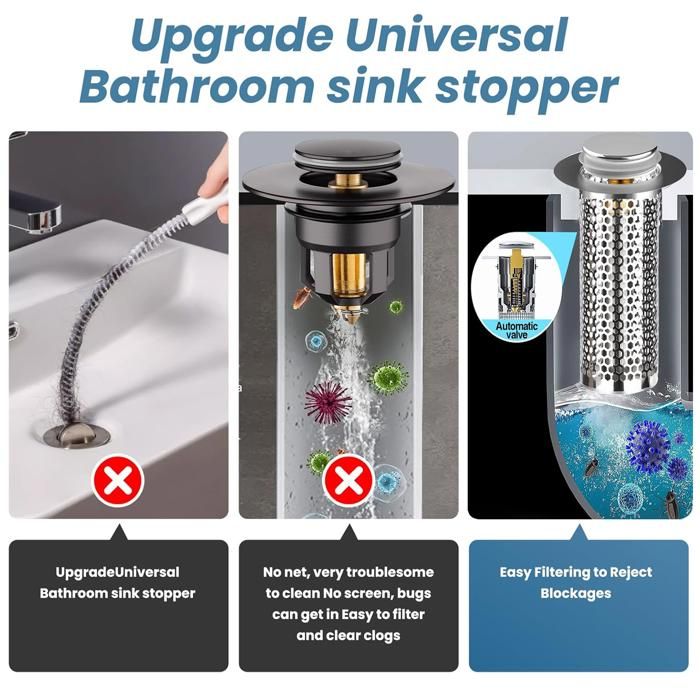 Upgrade Universal
Bathroom sink stopper
Automatic
valve
UpgradeUniversal
Bathroom sink stopper
No net, very troublesome
to clean No screen, bugs
can get in Easy to filter
and clear clogs
Easy Filtering to Reject
Blockages